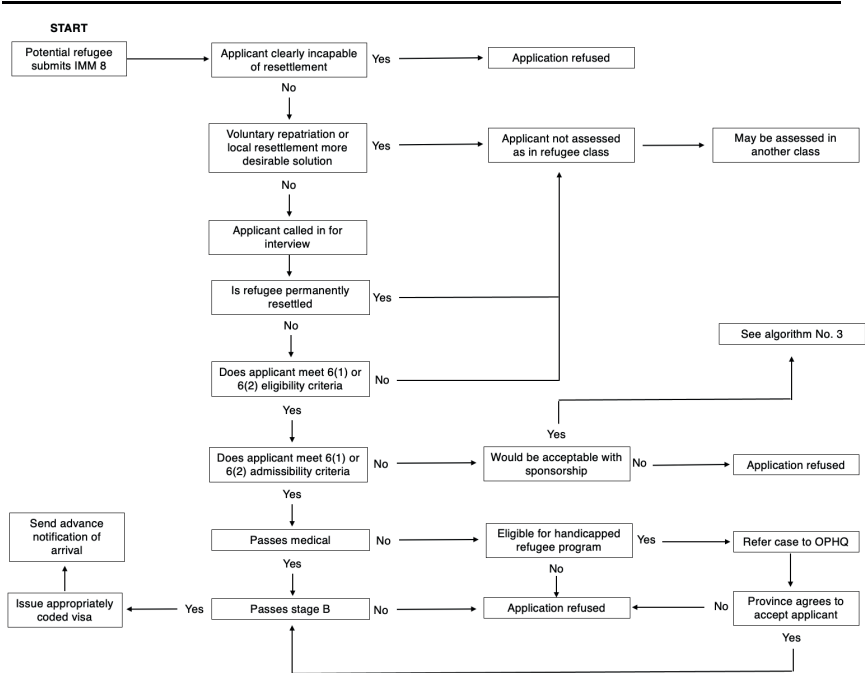 START
Potential refugee
submits IMM 8
Applicant clearly incapable
of resettlement
Yes
Application refused
No
Voluntary repatriation or
local resettlement more
desirable solution
Yes
Applicant not assessed
as in refugee class
May be assessed in
another class
No
Applicant called in for
interview
Is refugee permanently
resettled
Yes
No
See algorithm No. 3
Does applicant meet 6(1) or
6(2) eligibility criteria
No
Yes
Yes
Does applicant meet 6(1) or
6(2) admissibility criteria
No
Would be acceptable with
sponsorship
No
Application refused
Yes
Send advance
notification of
arrival
Passes medical
No
Eligible for handicapped
refugee program
Yes
Refer case to OPHQ
Yes
No
Issue appropriately
coded visa
Yes
Passes stage B
No
Application refused
No
Province agrees to
accept applicant
Yes